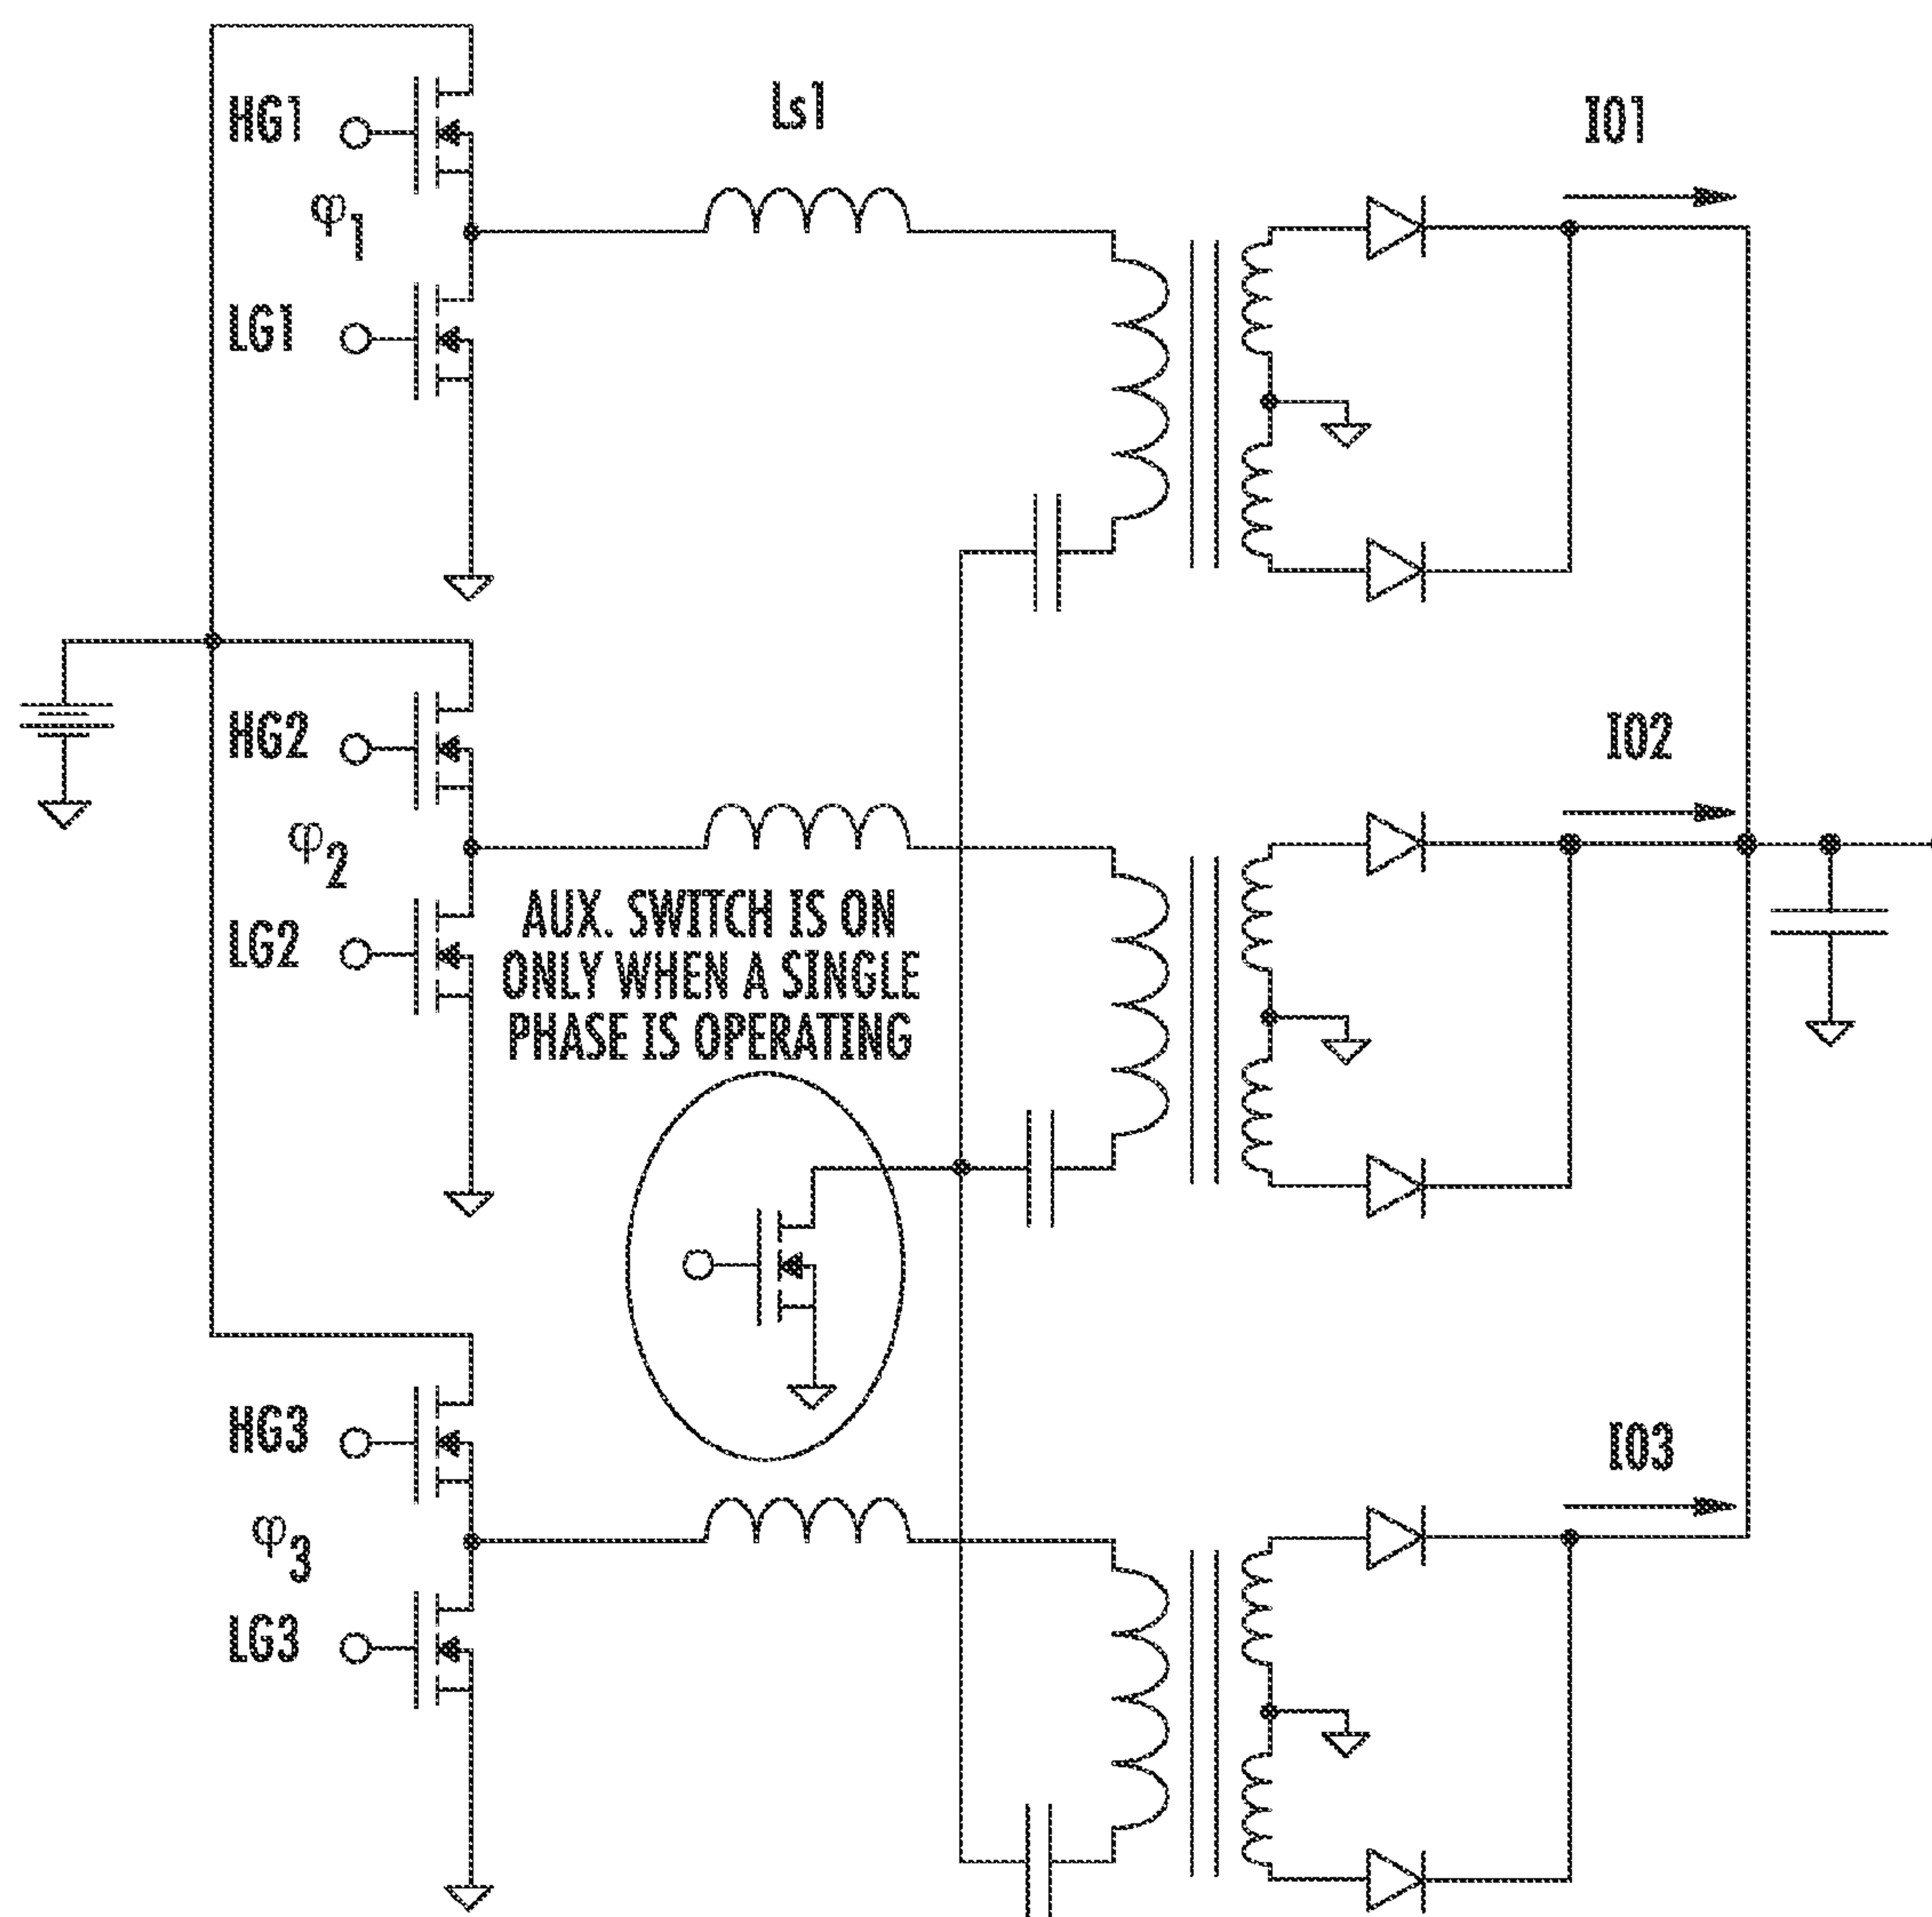 HG1
Ls1
IO1
φ1
LG1
HG2
IO2
φ2
LG2
AUX. SWITCH IS ON
ONLY WHEN A SINGLE
PHASE IS OPERATING
HG3
IO3
φ3
LG3